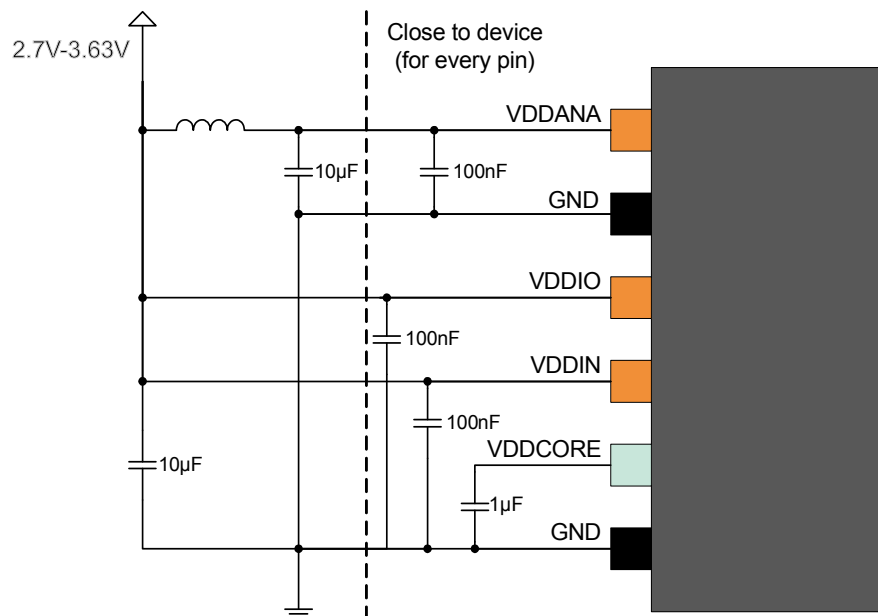 Close to device
(for every pin)
2.7V-3.63V
VDDANA
10µF
100nF
GND
VDDIO
100nF
VDDIN
100nF
VDDCORE
10µF
1µF
GND